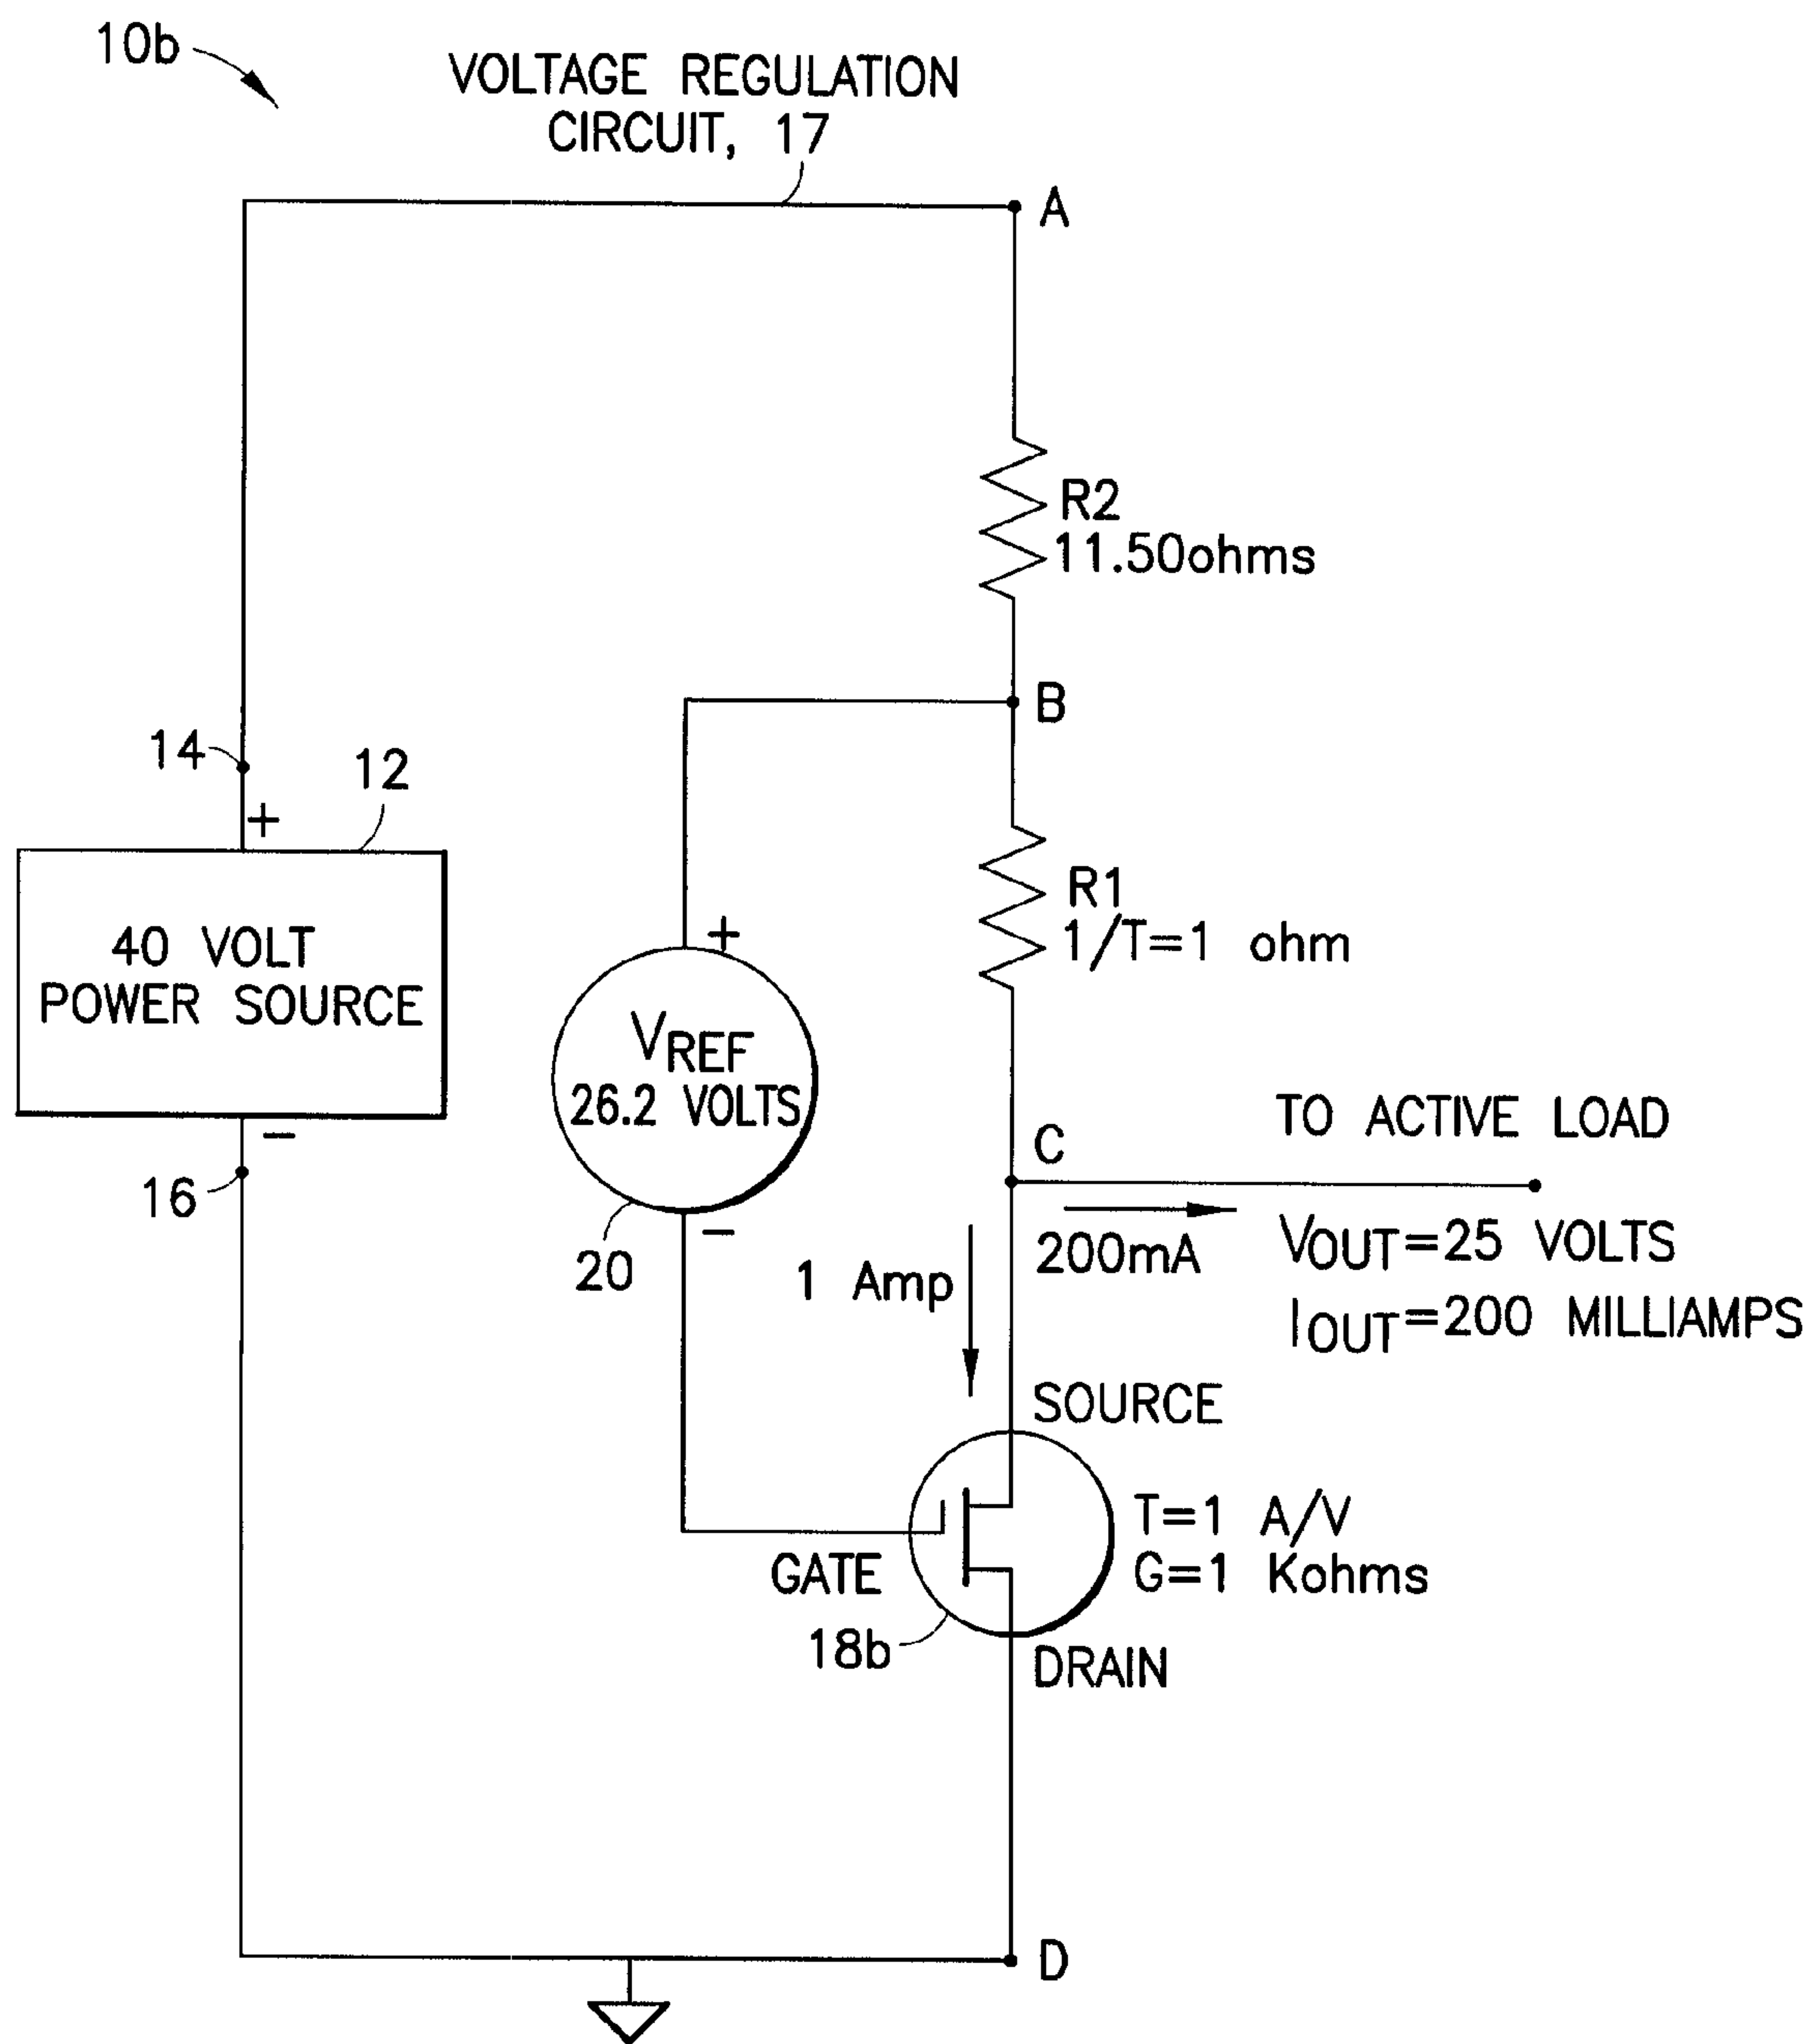 10b
VOLTAGE REGULATION
CIRCUIT, 17
A
R2
11.50ohms
B
14
12
+
40 VOLT
POWER SOURCE
R1
1/T=1 ohm
+
VREF
26.2 VOLTS
−
16
−
20
C
TO ACTIVE LOAD
200mA
VOUT=25 VOLTS
1 Amp
IOUT=200 MILLIAMPS
SOURCE
T=1 A/V
G=1 Kohms
GATE
18b
DRAIN
D